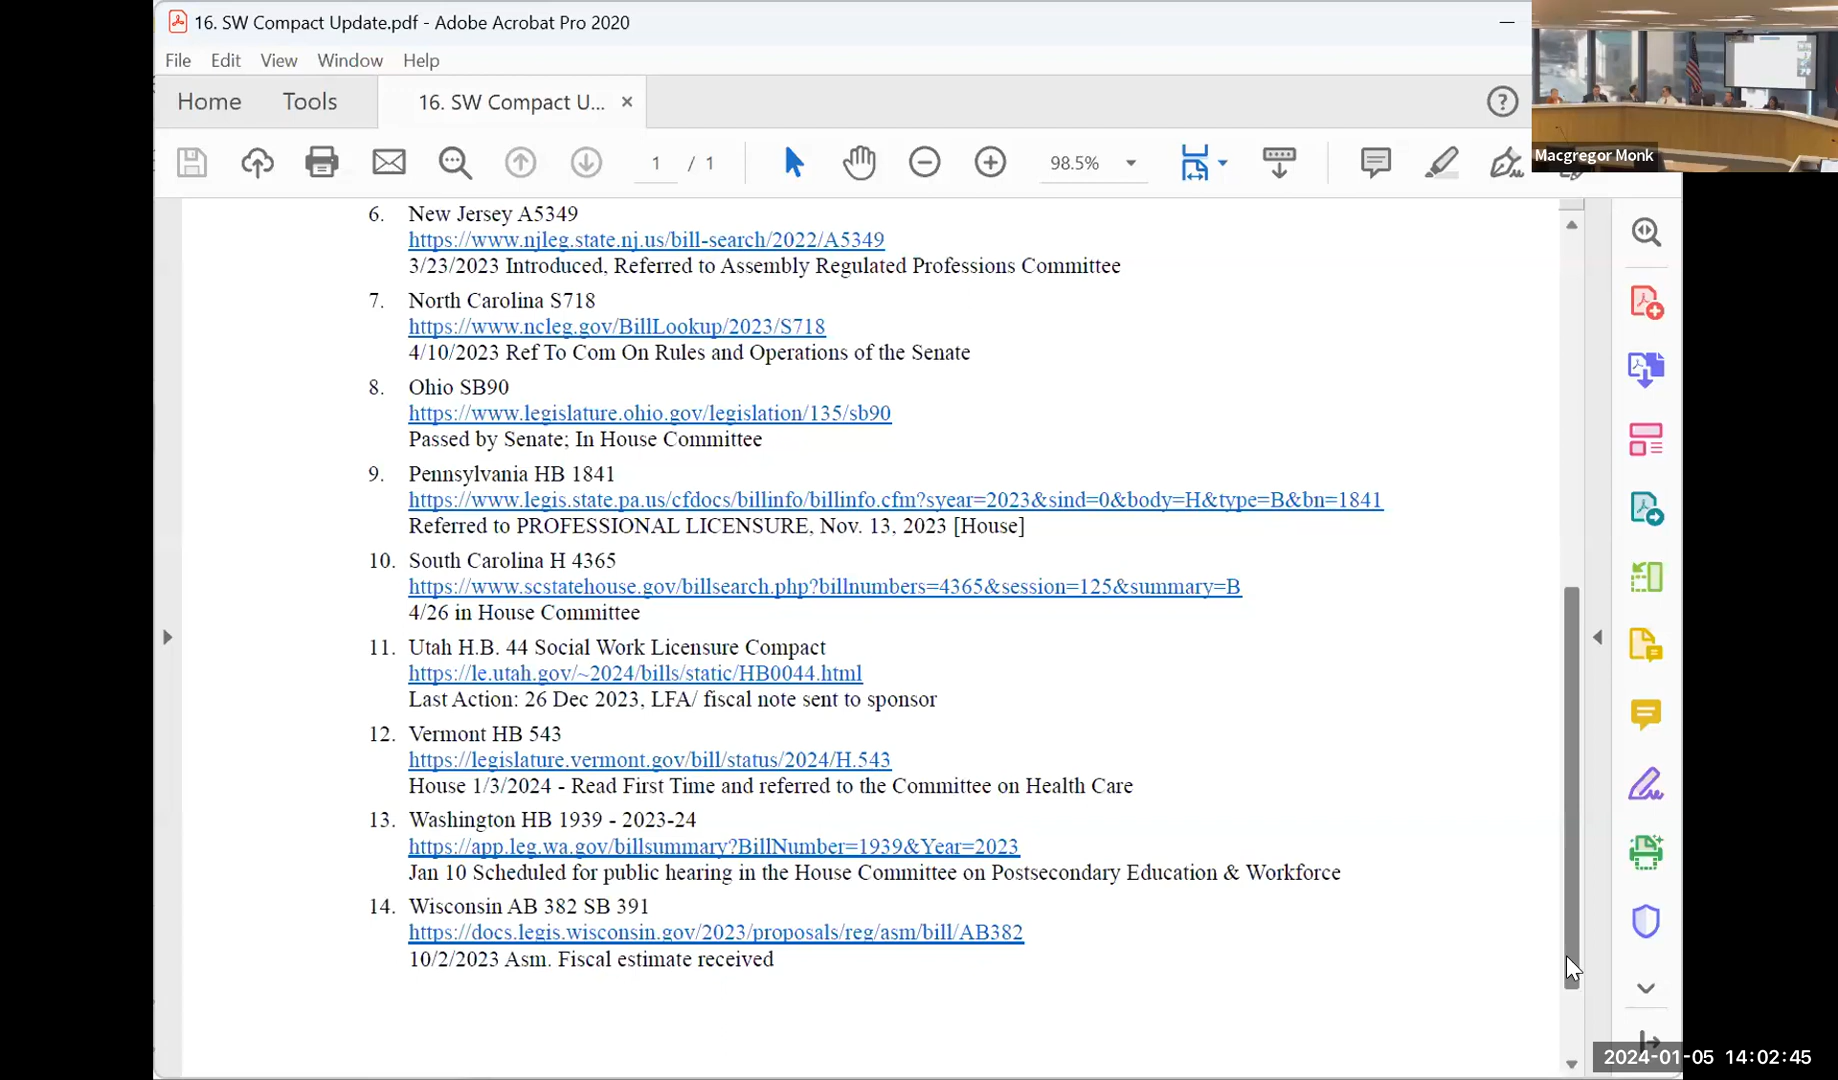 16. SW Compact Update.pdf - Adobe Acrobat Pro 2020
File Edit View Window Help
Home Tools 16. SW Compact U... ×
1 / 1 98.5%
Macgregor Monk
6. New Jersey A5349
https://www.njleg.state.nj.us/bill-search/2022/A5349
3/23/2023 Introduced, Referred to Assembly Regulated Professions Committee
7. North Carolina S718
https://www.ncleg.gov/BillLookup/2023/S718
4/10/2023 Ref To Com On Rules and Operations of the Senate
8. Ohio SB90
https://www.legislature.ohio.gov/legislation/135/sb90
Passed by Senate; In House Committee
9. Pennsylvania HB 1841
https://www.legis.state.pa.us/cfdocs/billinfo/billinfo.cfm?syear=2023&sind=0&body=H&type=B&bn=1841
Referred to PROFESSIONAL LICENSURE, Nov. 13, 2023 [House]
10. South Carolina H 4365
https://www.scstatehouse.gov/billsearch.php?billnumbers=4365&session=125&summary=B
4/26 in House Committee
11. Utah H.B. 44 Social Work Licensure Compact
https://le.utah.gov/~2024/bills/static/HB0044.html
Last Action: 26 Dec 2023, LFA/ fiscal note sent to sponsor
12. Vermont HB 543
https://legislature.vermont.gov/bill/status/2024/H.543
House 1/3/2024 - Read First Time and referred to the Committee on Health Care
13. Washington HB 1939 - 2023-24
https://app.leg.wa.gov/billsummary?BillNumber=1939&Year=2023
Jan 10 Scheduled for public hearing in the House Committee on Postsecondary Education & Workforce
14. Wisconsin AB 382 SB 391
https://docs.legis.wisconsin.gov/2023/proposals/reg/asm/bill/AB382
10/2/2023 Asm. Fiscal estimate received
2024-01-05 14:02:45